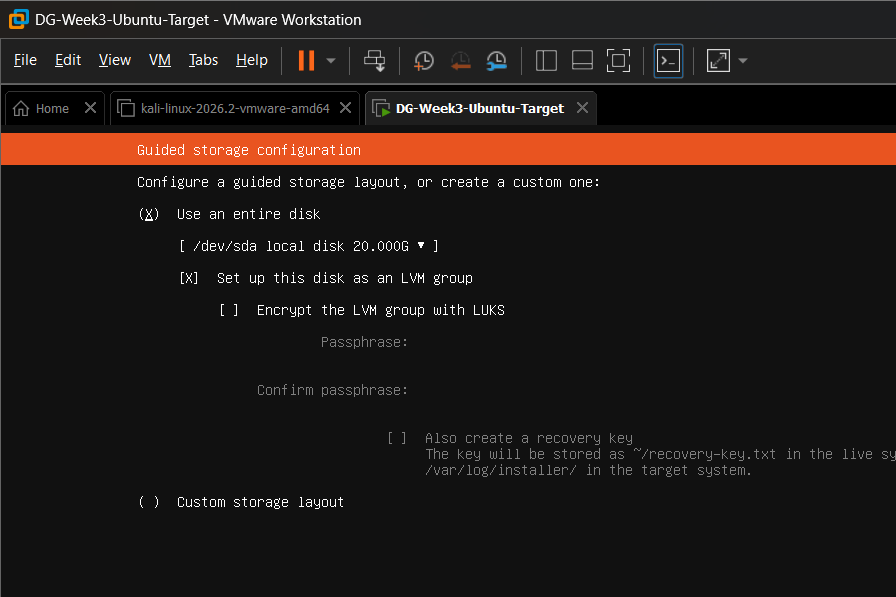 DG-Week3-Ubuntu-Target - VMware Workstation
File Edit View VM Tabs Help
Home kali-linux-2026.2-vmware-amd64 DG-Week3-Ubuntu-Target
Guided storage configuration
Configure a guided storage layout, or create a custom one:
(X) Use an entire disk
[ /dev/sda local disk 20.000G ▾ ]
[X] Set up this disk as an LVM group
[ ] Encrypt the LVM group with LUKS
Passphrase:
Confirm passphrase:
[ ] Also create a recovery key
The key will be stored as ~/recovery-key.txt in the live sy
/var/log/installer/ in the target system.
( ) Custom storage layout